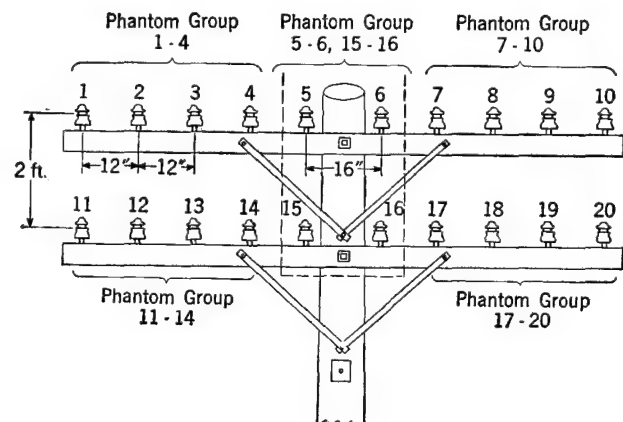 Phantom Group
1 - 4
Phantom Group
5 - 6, 15 - 16
Phantom Group
7 - 10
1 2 3 4 5 6 7 8 9 10
2 ft.
12" 12" 16"
11 12 13 14 15 16 17 18 19 20
Phantom Group
11 - 14
Phantom Group
17 - 20